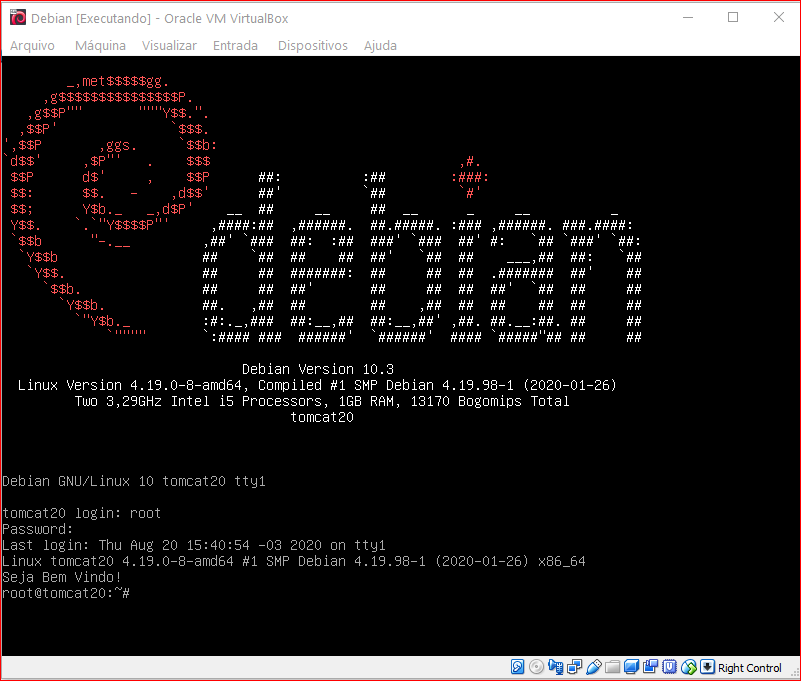 Debian [Executando] - Oracle VM VirtualBox
Arquivo Máquina Visualizar Entrada Dispositivos Ajuda
debian
Debian Version 10.3
Linux Version 4.19.0-8-amd64, Compiled #1 SMP Debian 4.19.98-1 (2020-01-26)
Two 3,29GHz Intel i5 Processors, 1GB RAM, 13170 Bogomips Total
tomcat20
Debian GNU/Linux 10 tomcat20 tty1
tomcat20 login: root
Password:
Last login: Thu Aug 20 15:40:54 -03 2020 on tty1
Linux tomcat20 4.19.0-8-amd64 #1 SMP Debian 4.19.98-1 (2020-01-26) x86_64
Seja Bem Vindo!
root@tomcat20:~#
Right Control